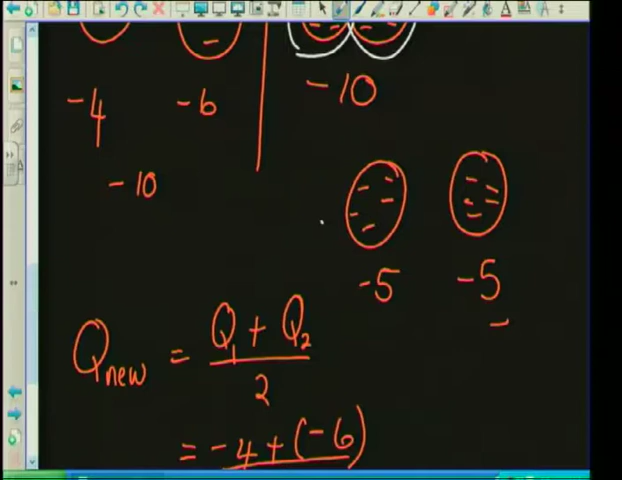 -4 -6 -10
-10
-5 -5
Qnew = Q1 + Q2
2
= -4 + (-6)